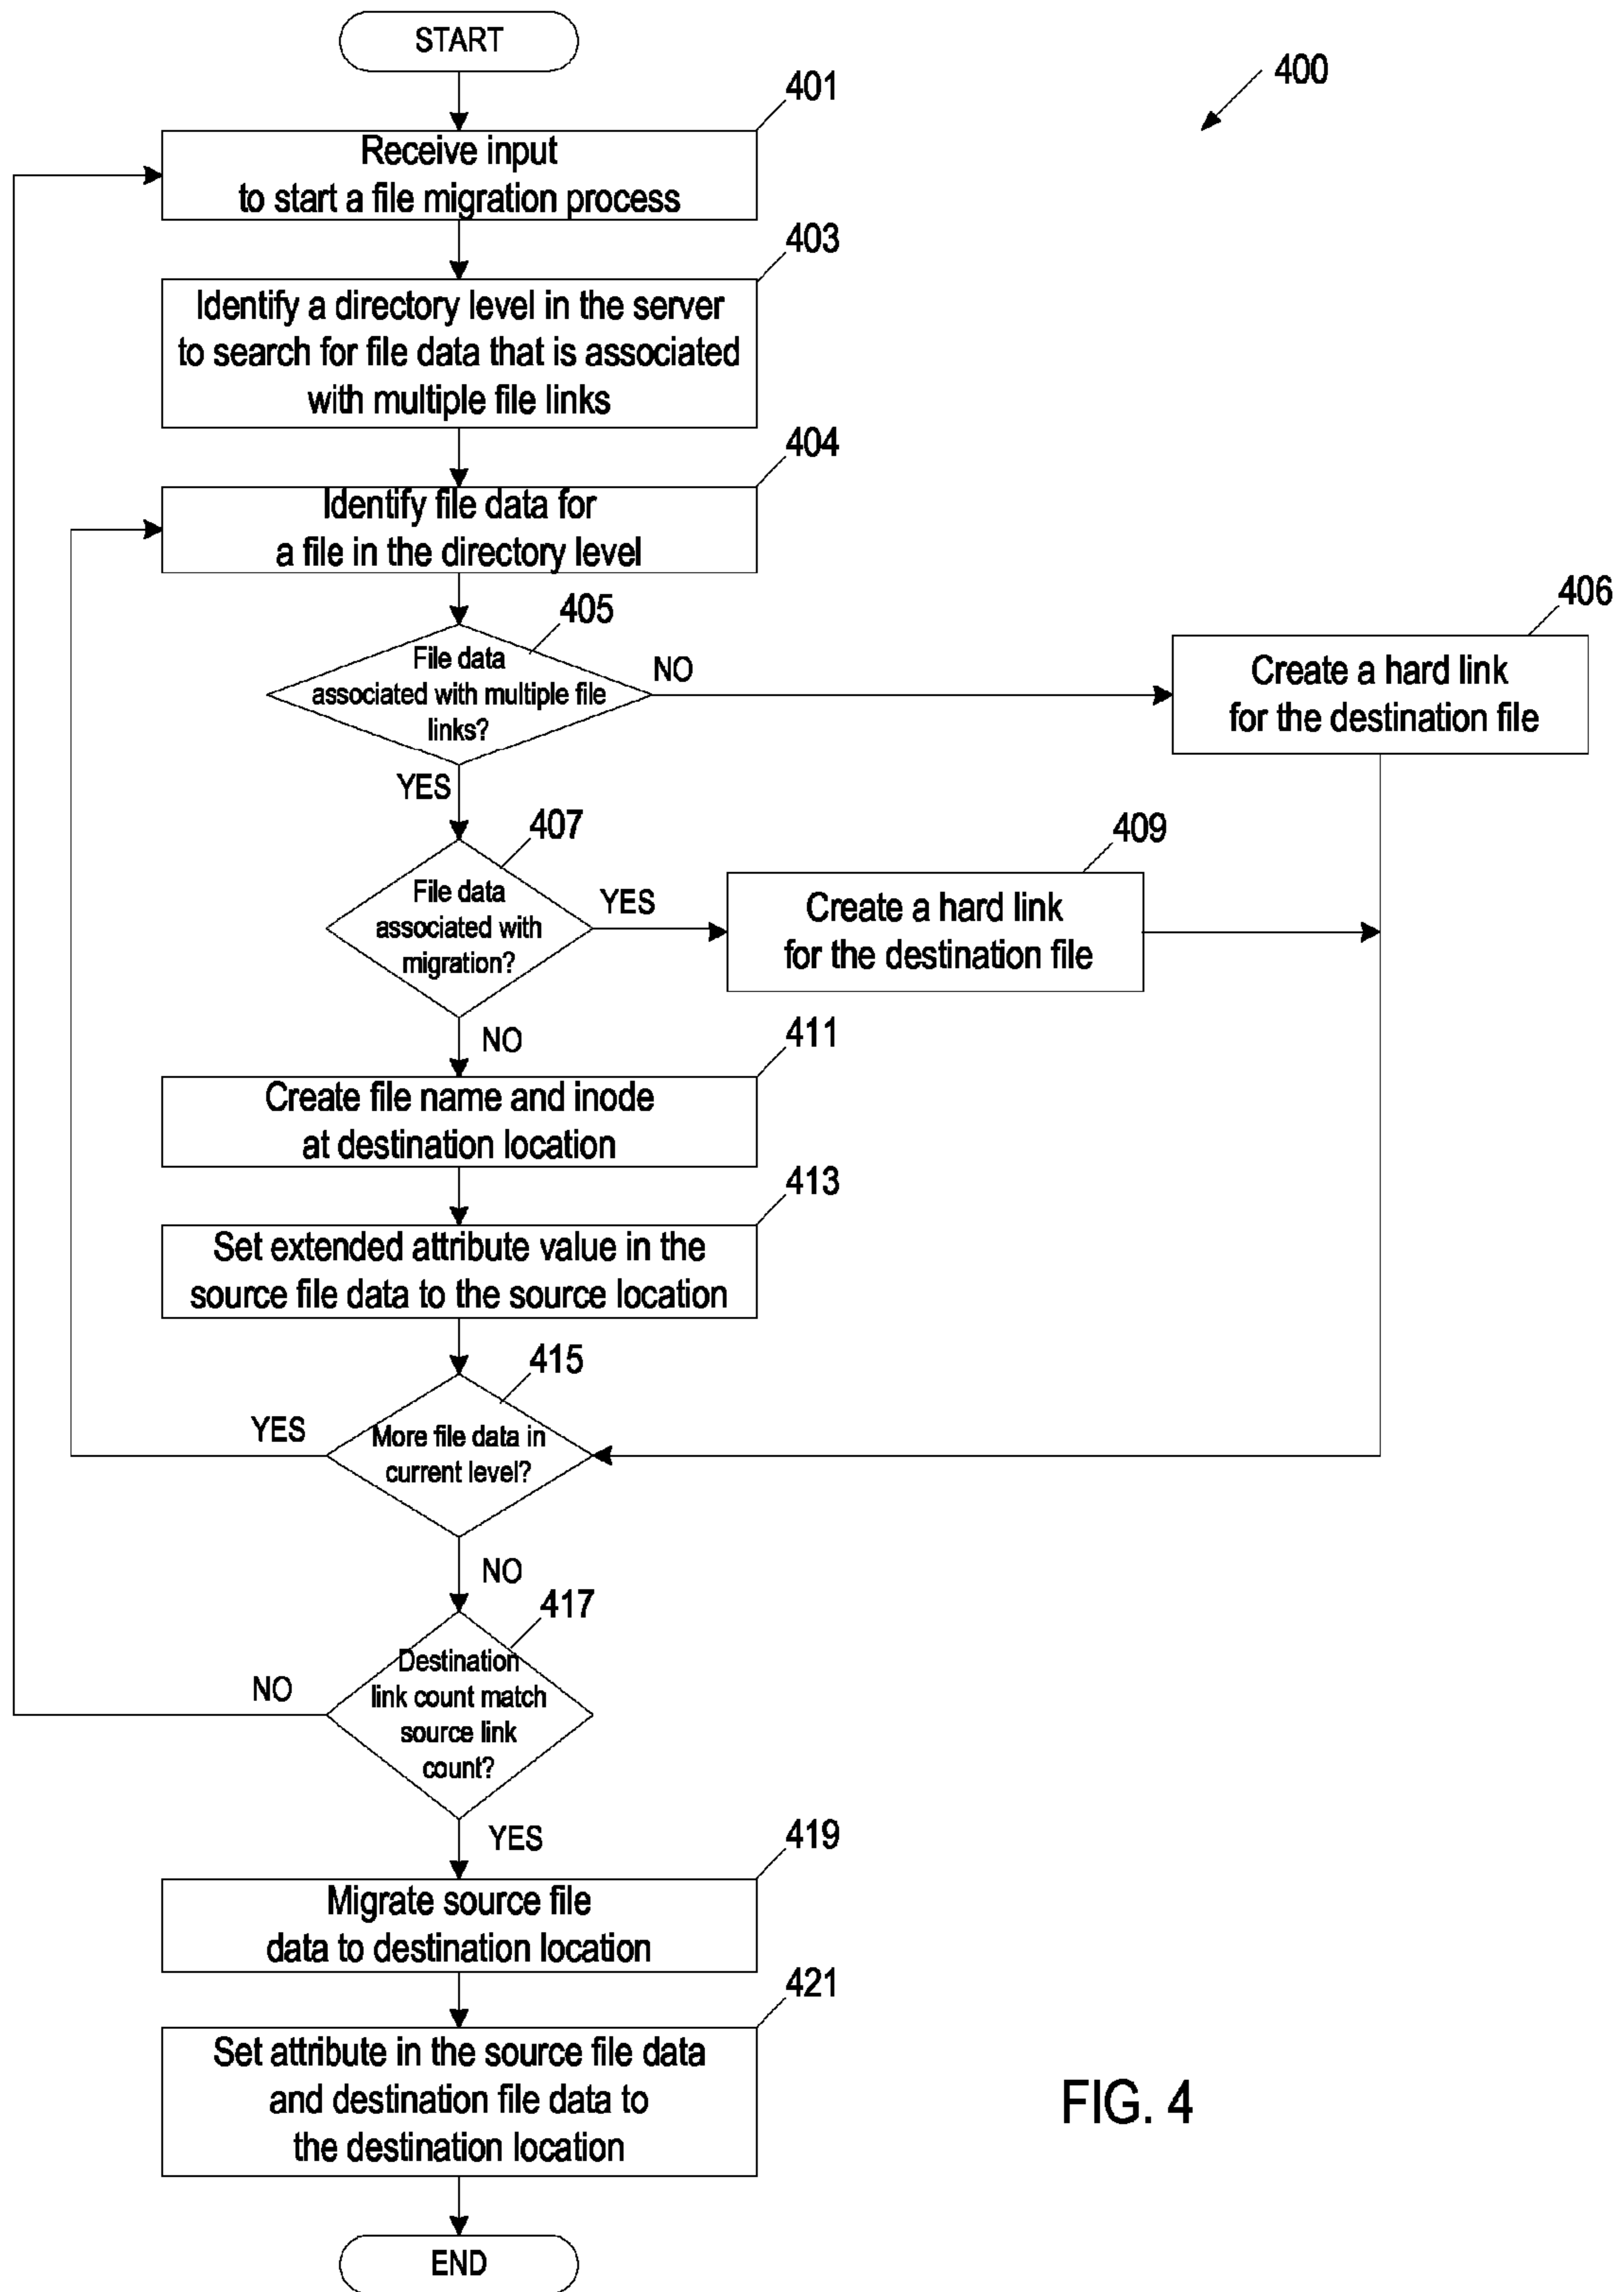 START
400
401
Receive input
to start a file migration process
403
Identify a directory level in the server
to search for file data that is associated
with multiple file links
404
Identify file data for
a file in the directory level
405
File data
associated with multiple file
links?
NO
406
Create a hard link
for the destination file
YES
407
File data
associated with
migration?
YES
409
Create a hard link
for the destination file
NO
411
Create file name and inode
at destination location
413
Set extended attribute value in the
source file data to the source location
415
More file data in
current level?
YES
NO
417
Destination
link count match
source link
count?
NO
YES
419
Migrate source file
data to destination location
421
Set attribute in the source file data
and destination file data to
the destination location
END
FIG. 4